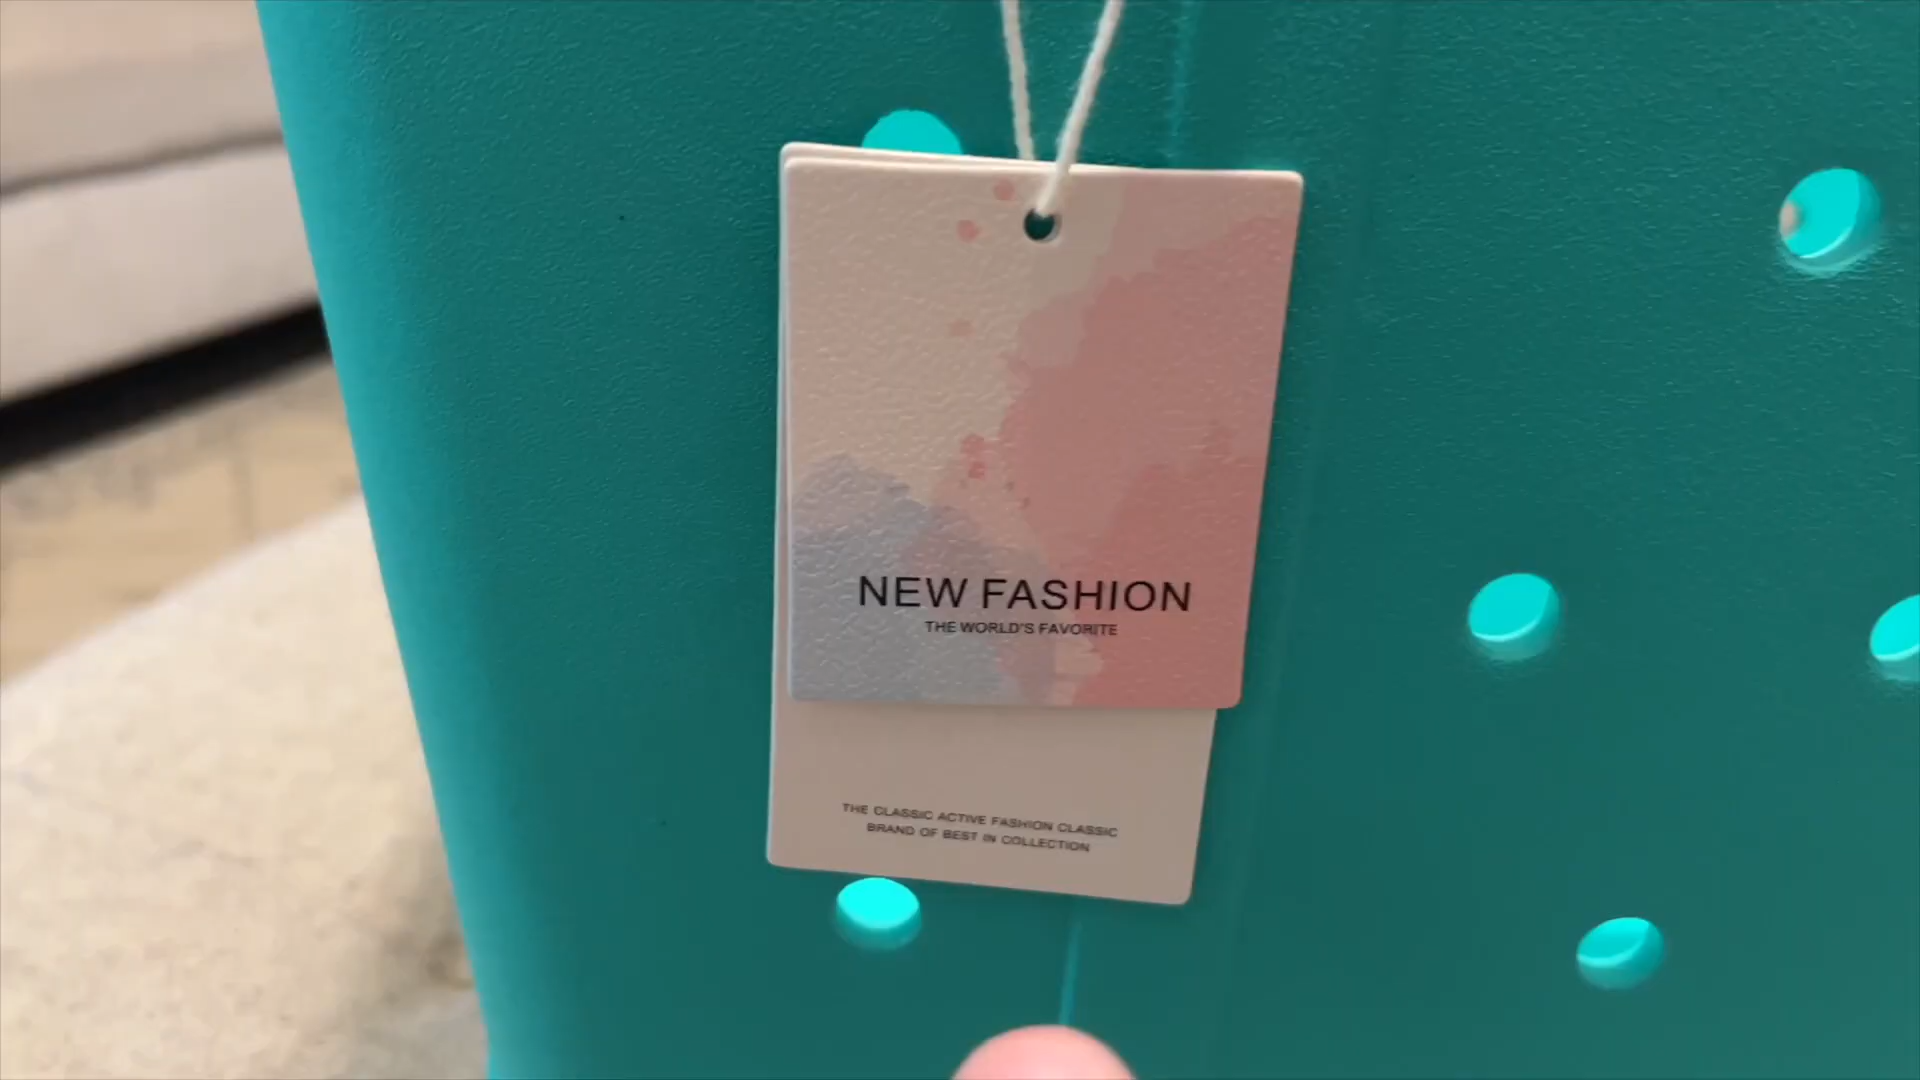 NEW FASHION
THE WORLD'S FAVORITE
THE CLASSIC ACTIVE FASHION CLASSIC
BRAND OF BEST IN COLLECTION